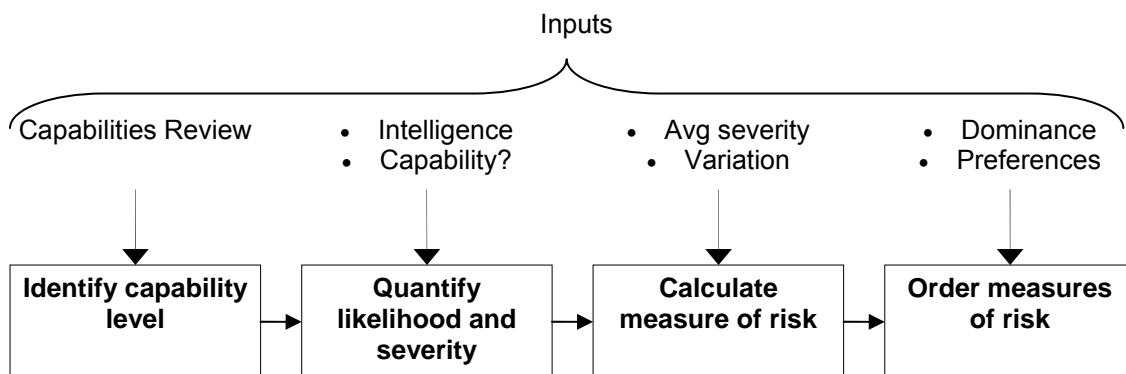 Inputs
Capabilities Review
• Intelligence
• Capability?
• Avg severity
• Variation
• Dominance
• Preferences
Identify capability
level
Quantify
likelihood and
severity
Calculate
measure of risk
Order measures
of risk